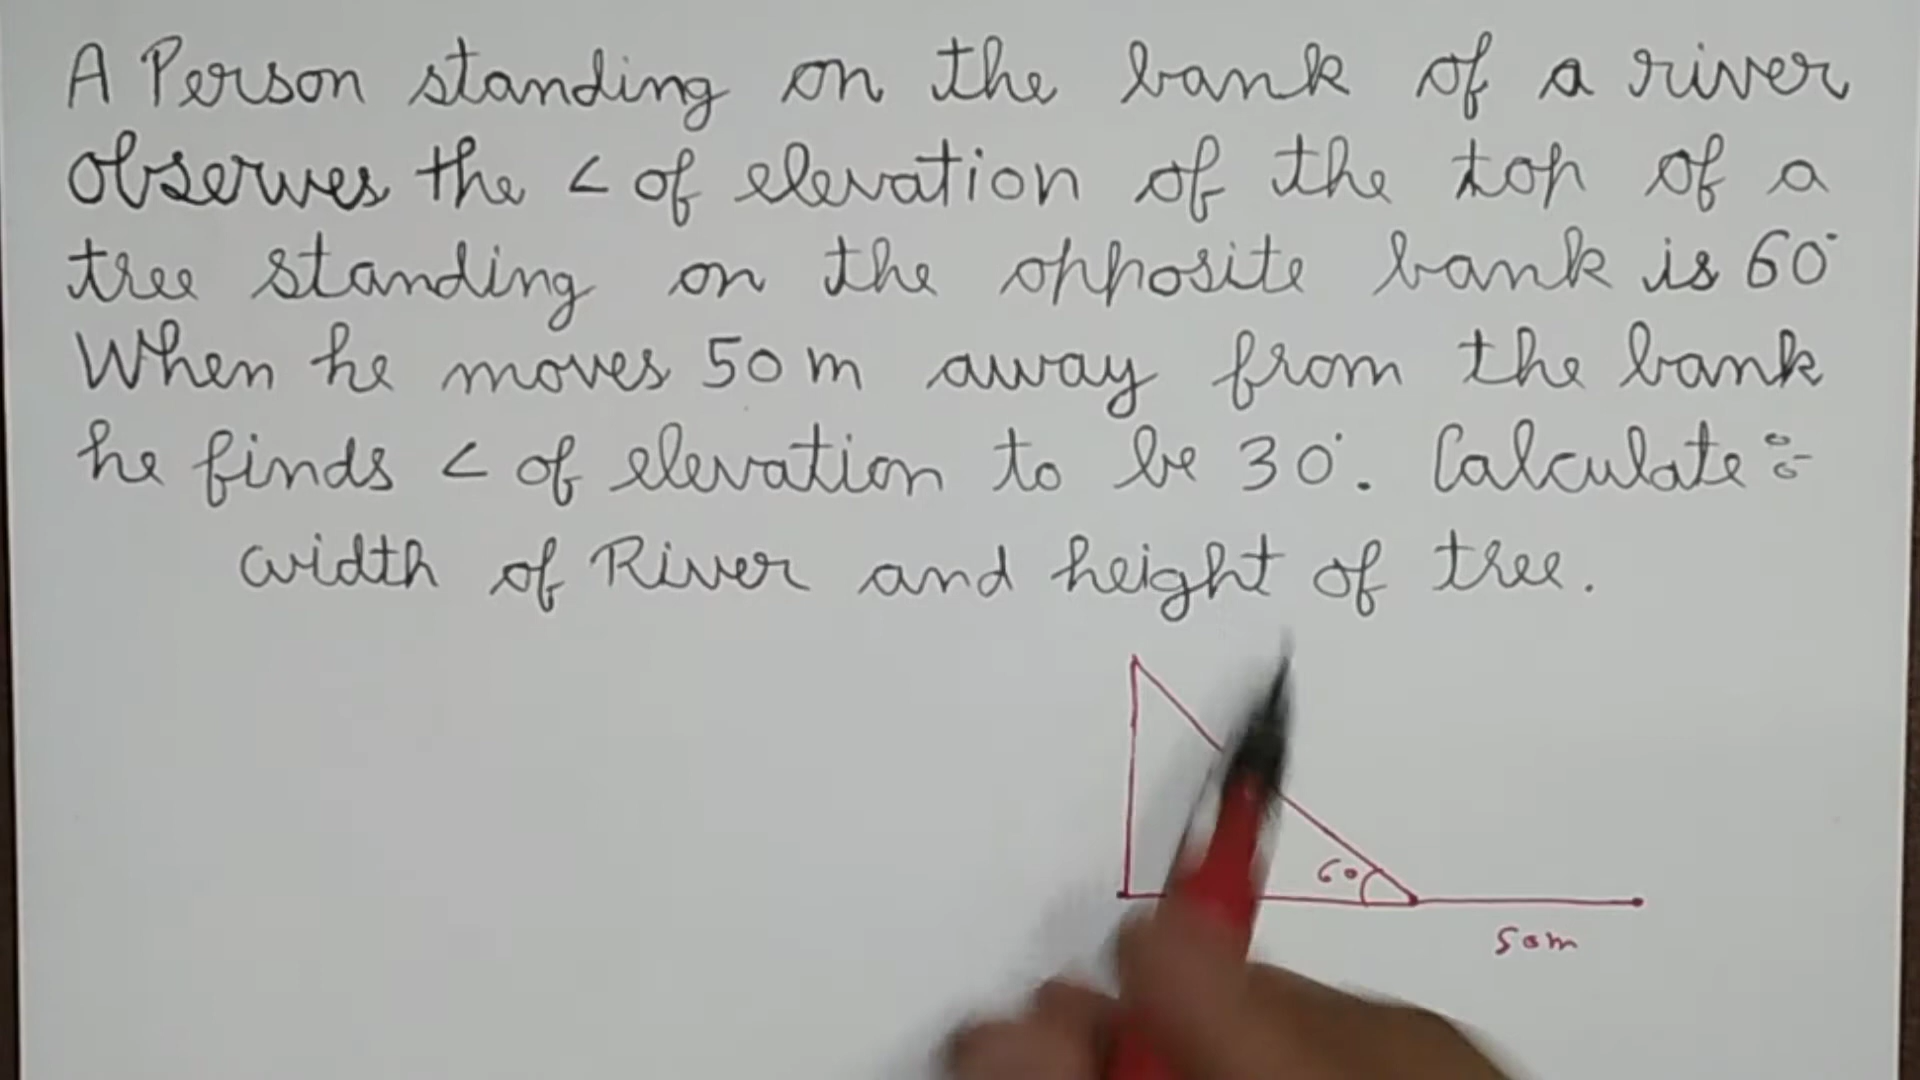 A Person standing on the bank of a river
observes the < of elevation of the top of a
tree standing on the opposite bank is 60°
When he moves 50 m away from the bank
he finds < of elevation to be 30°. Calculate :-
width of River and height of tree.
60
50m